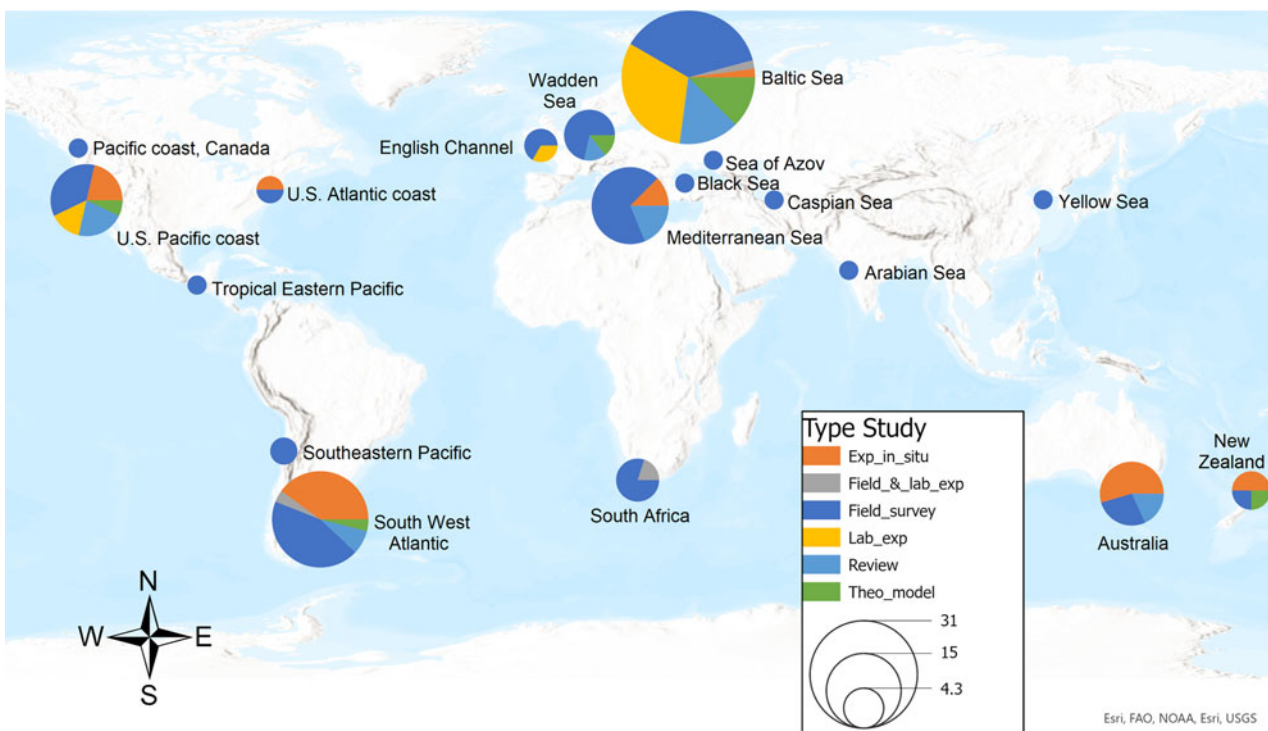 Wadden
Sea
Baltic Sea
English Channel
Pacific coast, Canada
Sea of Azov
U.S. Atlantic coast
Black Sea
Caspian Sea
Yellow Sea
U.S. Pacific coast
Mediterranean Sea
Arabian Sea
Tropical Eastern Pacific
Southeastern Pacific
South West
Atlantic
South Africa
New
Zealand
Australia
Type Study
Exp_in_situ
Field_&_lab_exp
Field_survey
Lab_exp
Review
Theo_model
31
15
4.3
N
W
E
S
Esri, FAO, NOAA, Esri, USGS